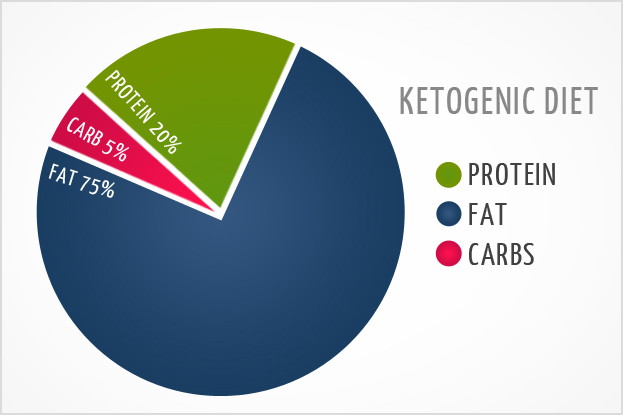 PROTEIN 20%
CARB 5%
FAT 75%
KETOGENIC DIET
PROTEIN
FAT
CARBS